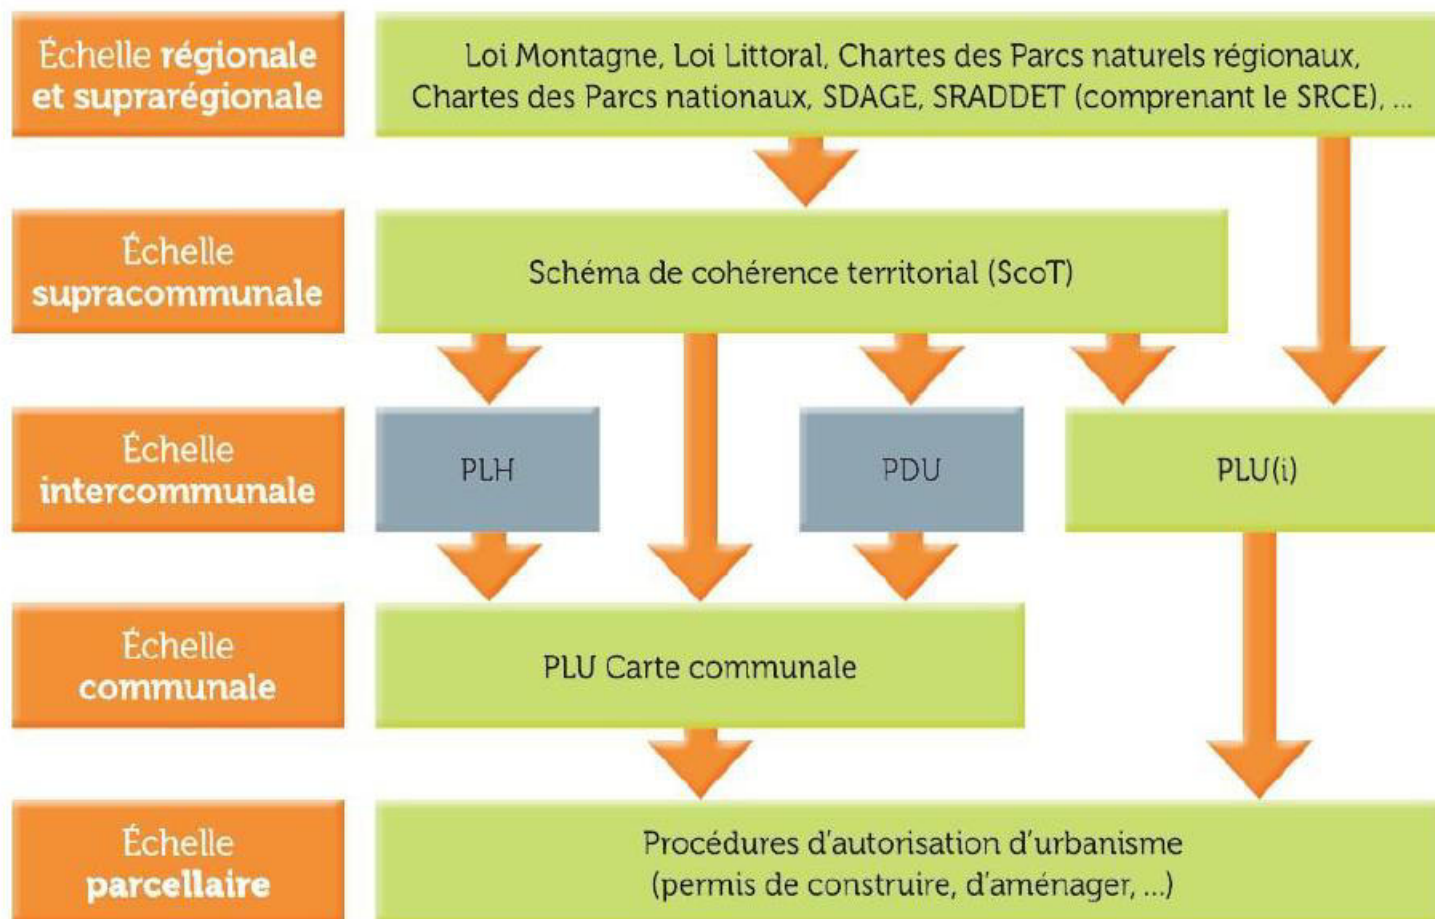 Échelle régionale
et suprarégionale
Loi Montagne, Loi Littoral, Chartes des Parcs naturels régionaux,
Chartes des Parcs nationaux, SDAGE, SRADDET (comprenant le SRCE), ...
Échelle
supracommunale
Schéma de cohérence territorial (ScoT)
Échelle
intercommunale
PLH
PDU
PLU(i)
Échelle
communale
PLU Carte communale
Échelle
parcellaire
Procédures d'autorisation d'urbanisme
(permis de construire, d'aménager, ...)